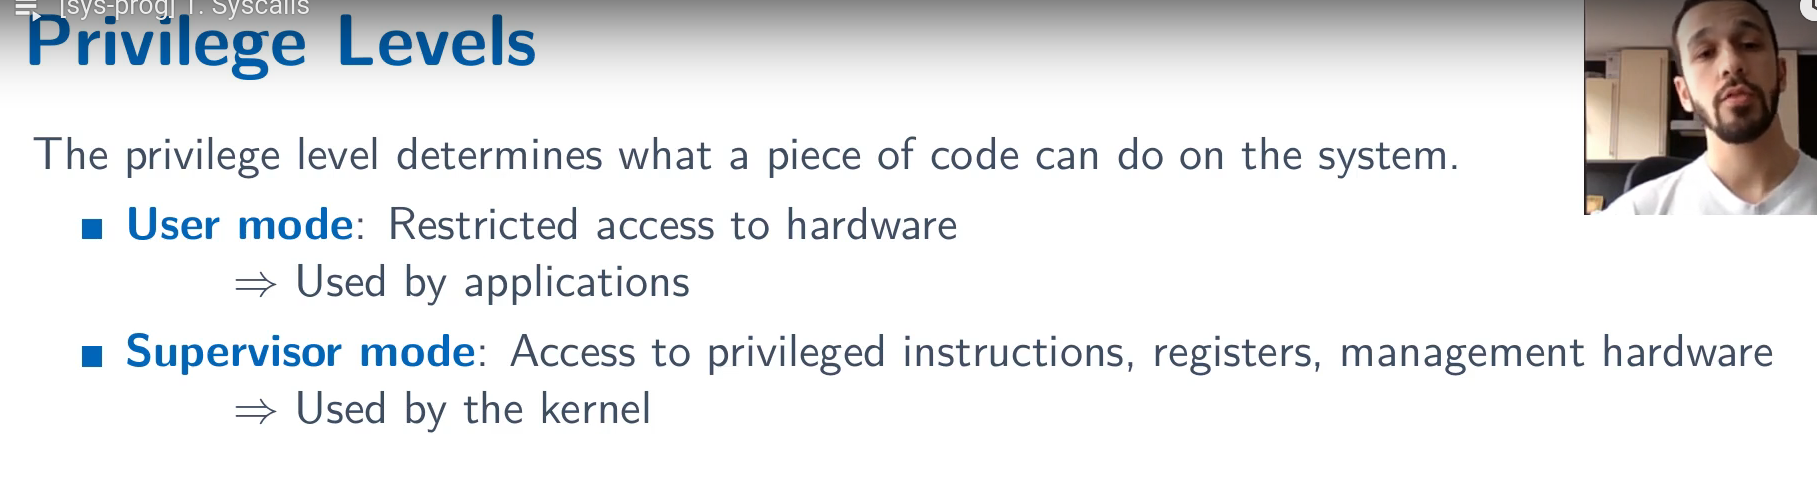 [sys-prog] 1. Syscalls
Privilege Levels
The privilege level determines what a piece of code can do on the system.
■ User mode: Restricted access to hardware
⇒ Used by applications
■ Supervisor mode: Access to privileged instructions, registers, management hardware
⇒ Used by the kernel